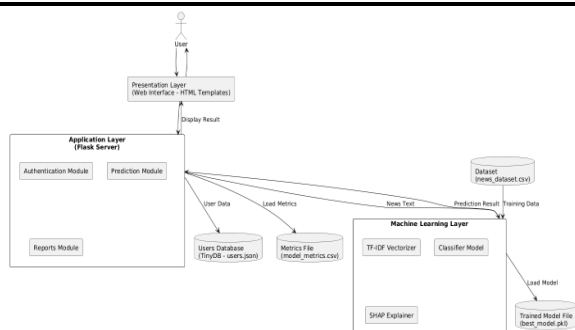 User
Presentation Layer
(Web Interface - HTML Templates)
Display Result
Application Layer
(Flask Server)
Authentication Module
Prediction Module
Reports Module
Dataset
(news_dataset.csv)
User Data
Load Metrics
News Text
Prediction Result
Training Data
Users Database
(TinyDB - users.json)
Metrics File
(model_metrics.csv)
Machine Learning Layer
TF-IDF Vectorizer
Classifier Model
SHAP Explainer
Load Model
Trained Model File
(best_model.pkl)